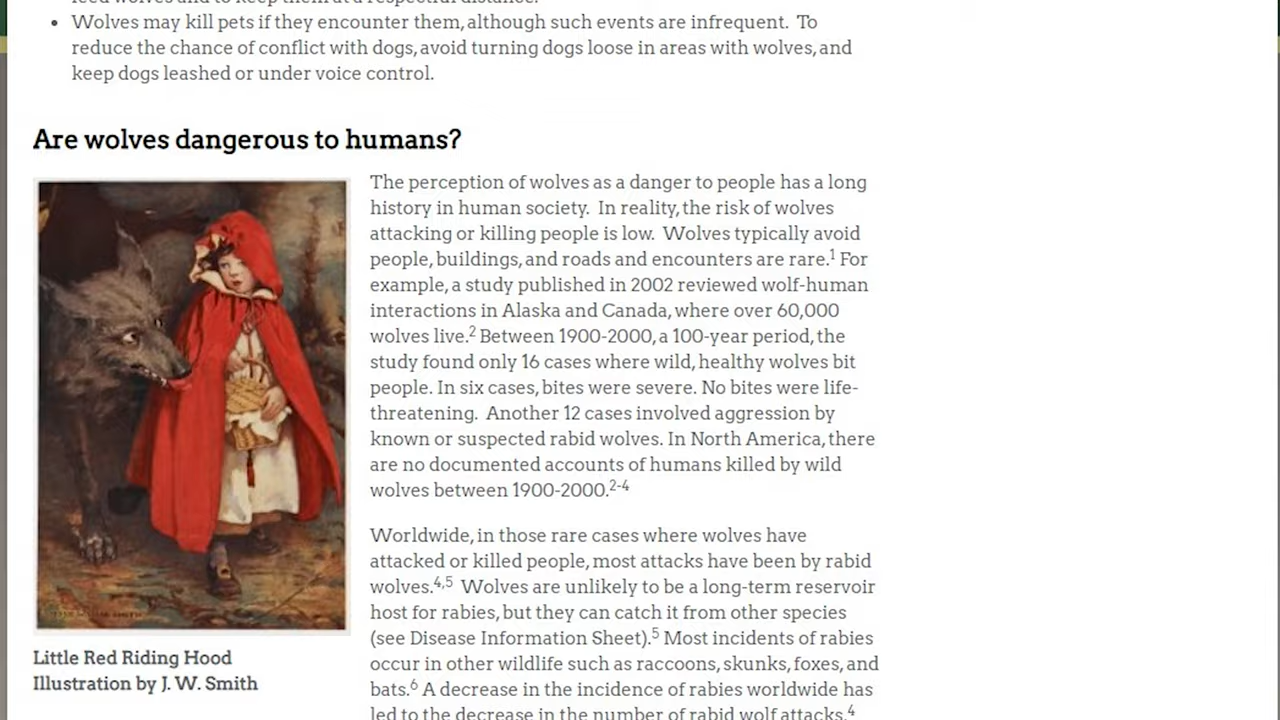 feed wolves and to keep them at a respectful distance.
• Wolves may kill pets if they encounter them, although such events are infrequent.  To
reduce the chance of conflict with dogs, avoid turning dogs loose in areas with wolves, and
keep dogs leashed or under voice control.
Are wolves dangerous to humans?
The perception of wolves as a danger to people has a long
history in human society.  In reality, the risk of wolves
attacking or killing people is low.  Wolves typically avoid
people, buildings, and roads and encounters are rare.¹ For
example, a study published in 2002 reviewed wolf-human
interactions in Alaska and Canada, where over 60,000
wolves live.² Between 1900-2000, a 100-year period, the
study found only 16 cases where wild, healthy wolves bit
people. In six cases, bites were severe. No bites were life-
threatening.  Another 12 cases involved aggression by
known or suspected rabid wolves. In North America, there
are no documented accounts of humans killed by wild
wolves between 1900-2000.²⁻⁴
Worldwide, in those rare cases where wolves have
attacked or killed people, most attacks have been by rabid
wolves.⁴,⁵  Wolves are unlikely to be a long-term reservoir
host for rabies, but they can catch it from other species
(see Disease Information Sheet).⁵ Most incidents of rabies
occur in other wildlife such as raccoons, skunks, foxes, and
bats.⁶ A decrease in the incidence of rabies worldwide has
led to the decrease in the number of rabid wolf attacks.⁴
Little Red Riding Hood
Illustration by J. W. Smith